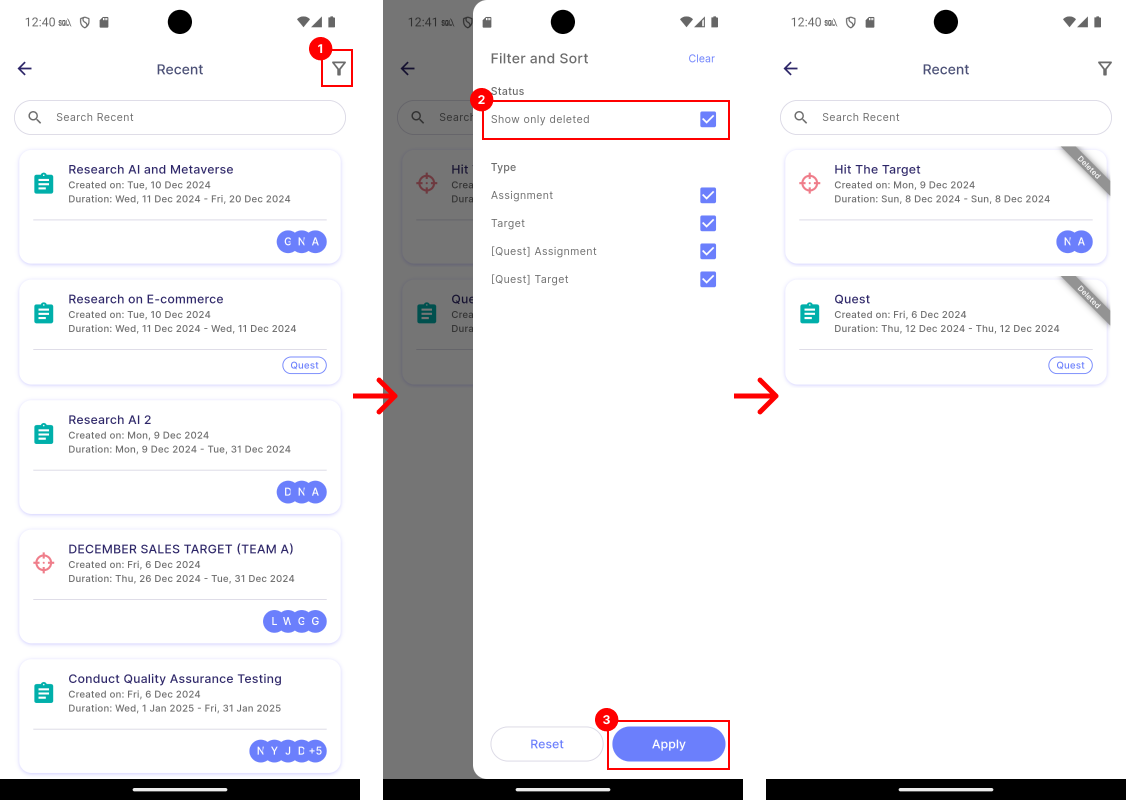 12:40
1
Recent
Search Recent
Research AI and Metaverse
Created on: Tue, 10 Dec 2024
Duration: Wed, 11 Dec 2024 - Fri, 20 Dec 2024
G N A
Research on E-commerce
Created on: Tue, 10 Dec 2024
Duration: Wed, 11 Dec 2024 - Wed, 11 Dec 2024
Quest
Research AI 2
Created on: Mon, 9 Dec 2024
Duration: Mon, 9 Dec 2024 - Tue, 31 Dec 2024
D N A
DECEMBER SALES TARGET (TEAM A)
Created on: Fri, 6 Dec 2024
Duration: Thu, 26 Dec 2024 - Tue, 31 Dec 2024
L W G G
Conduct Quality Assurance Testing
Created on: Fri, 6 Dec 2024
Duration: Wed, 1 Jan 2025 - Fri, 31 Jan 2025
N Y J D +5
12:41
Search
Hit
Crea
Dura
Que
Crea
Dura
Filter and Sort
Clear
Status
2
Show only deleted
Type
Assignment
Target
[Quest] Assignment
[Quest] Target
3
Reset
Apply
12:40
Recent
Search Recent
Deleted
Hit The Target
Created on: Mon, 9 Dec 2024
Duration: Sun, 8 Dec 2024 - Sun, 8 Dec 2024
N A
Deleted
Quest
Created on: Fri, 6 Dec 2024
Duration: Thu, 12 Dec 2024 - Thu, 12 Dec 2024
Quest